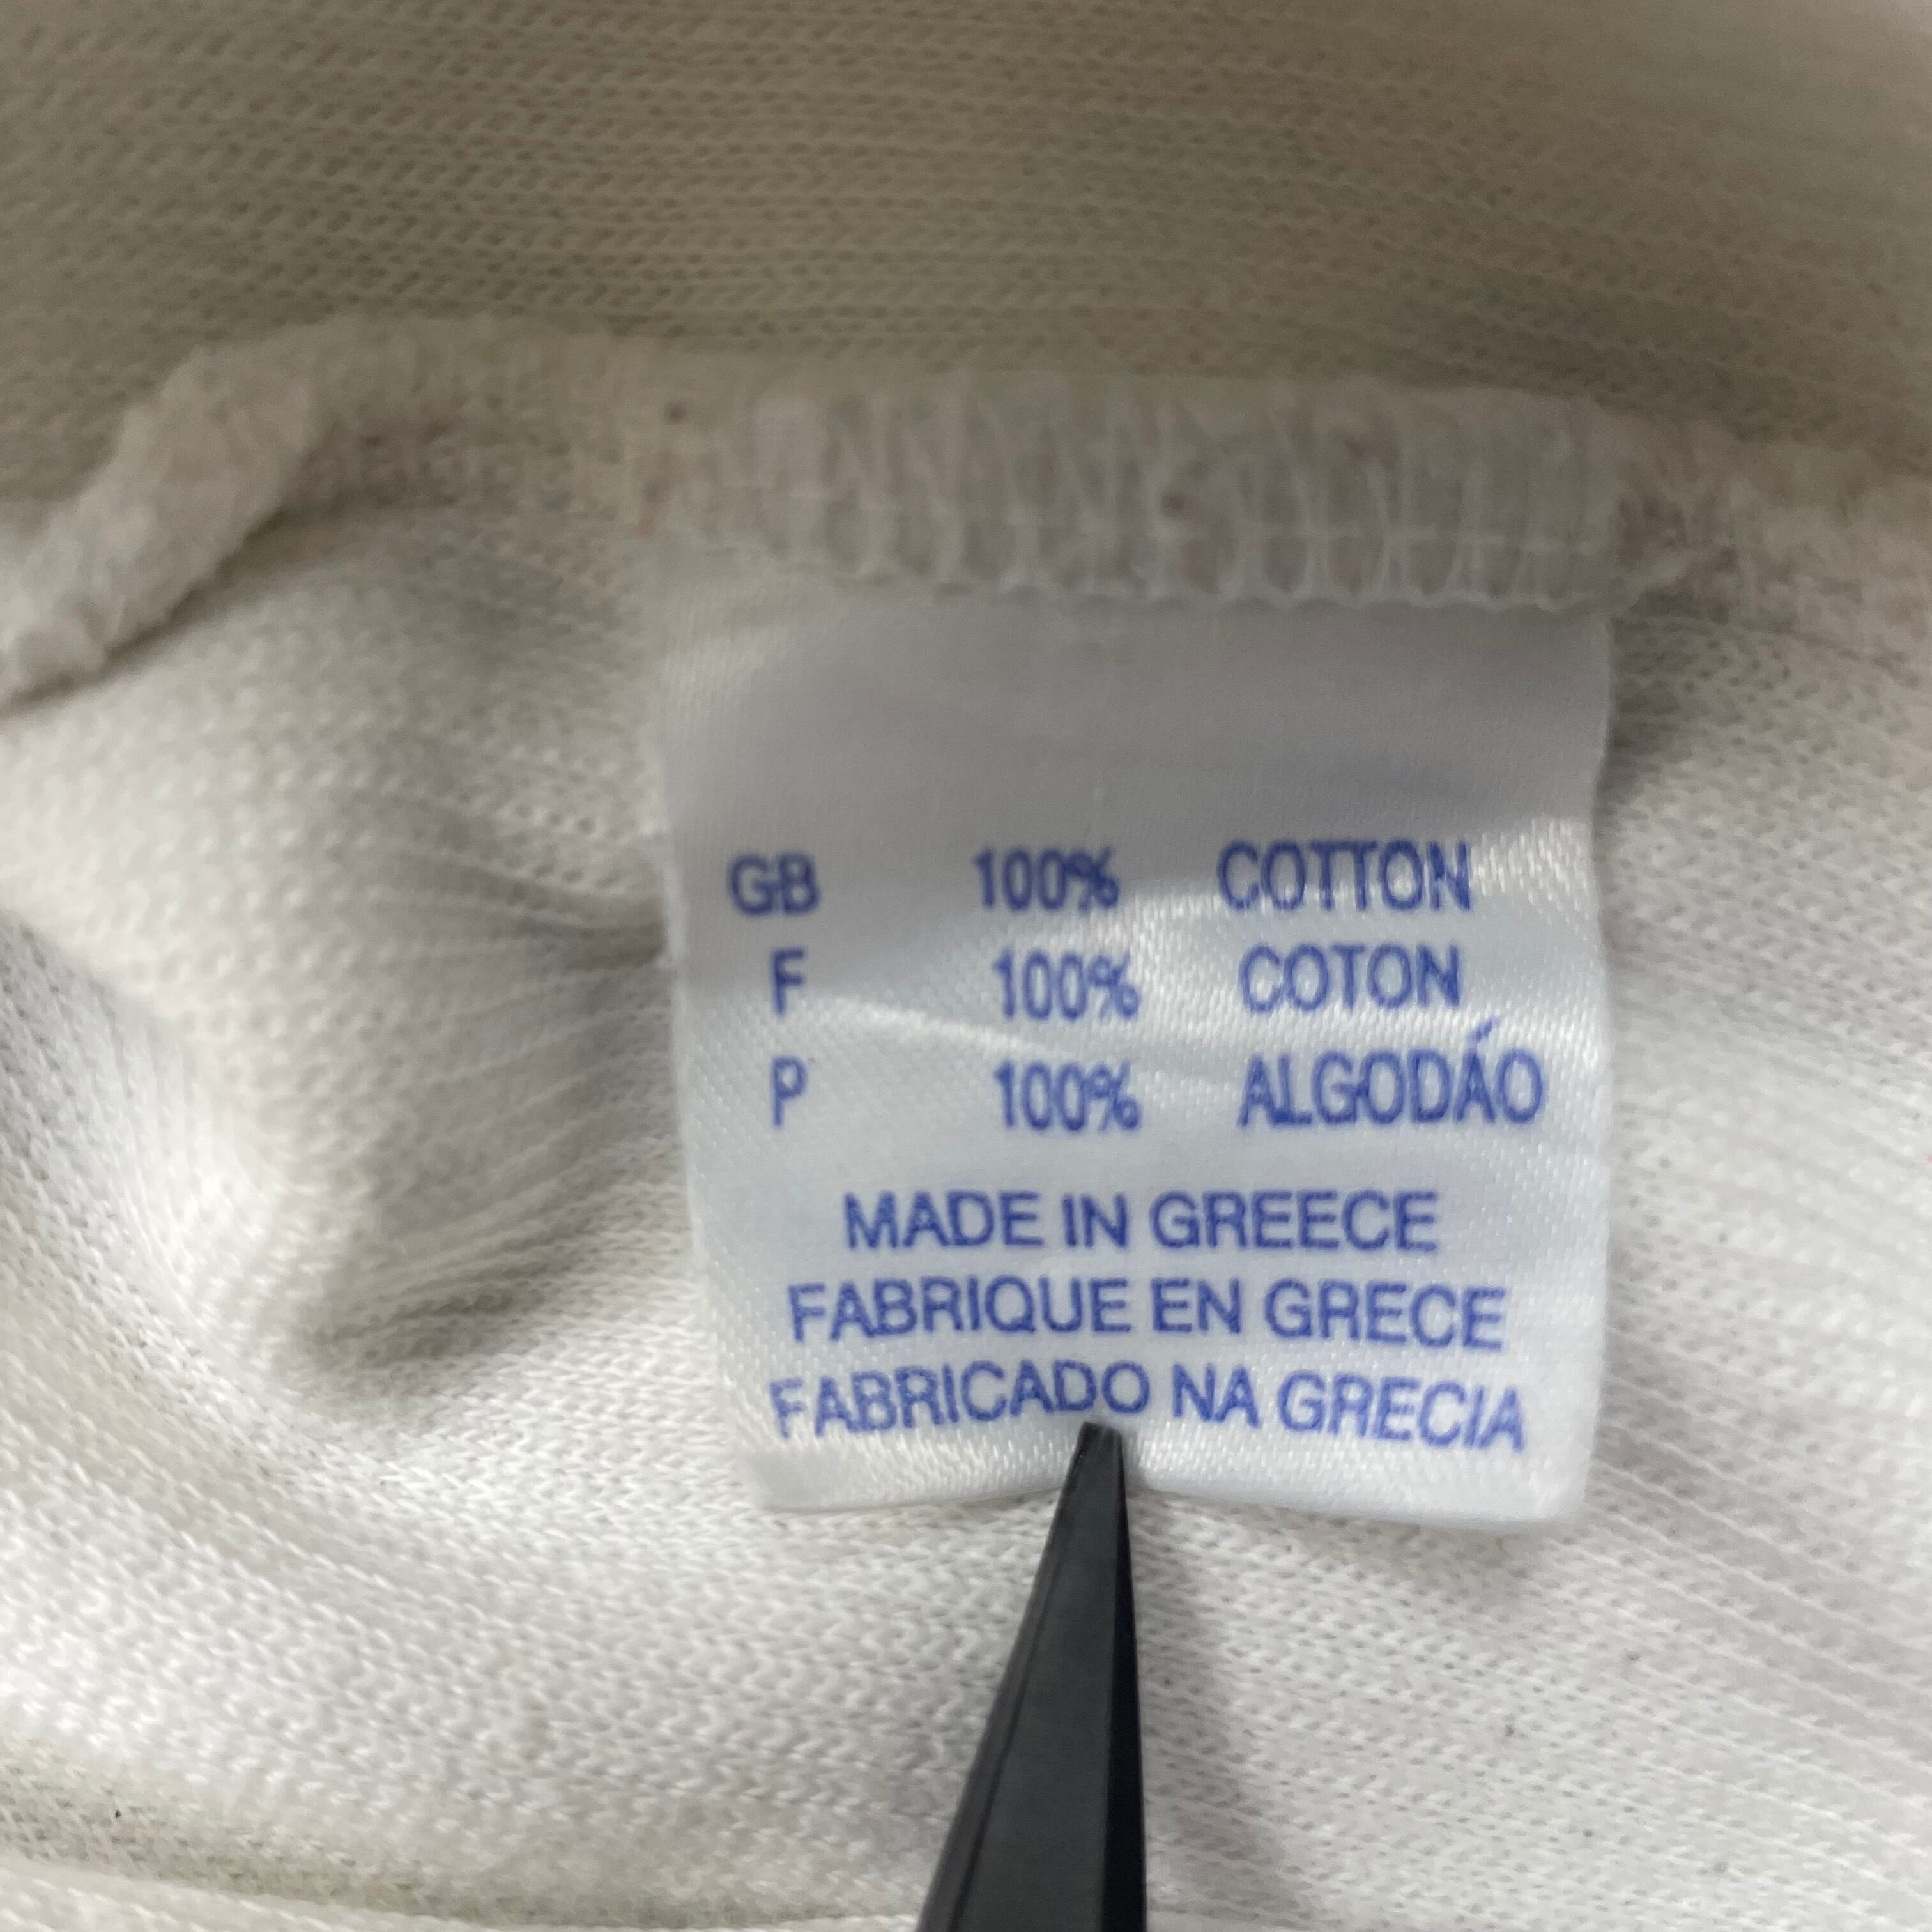 GB 100% COTTON
F 100% COTON
P 100% ALGODÁO
MADE IN GREECE
FABRIQUE EN GRECE
FABRICADO NA GRECIA